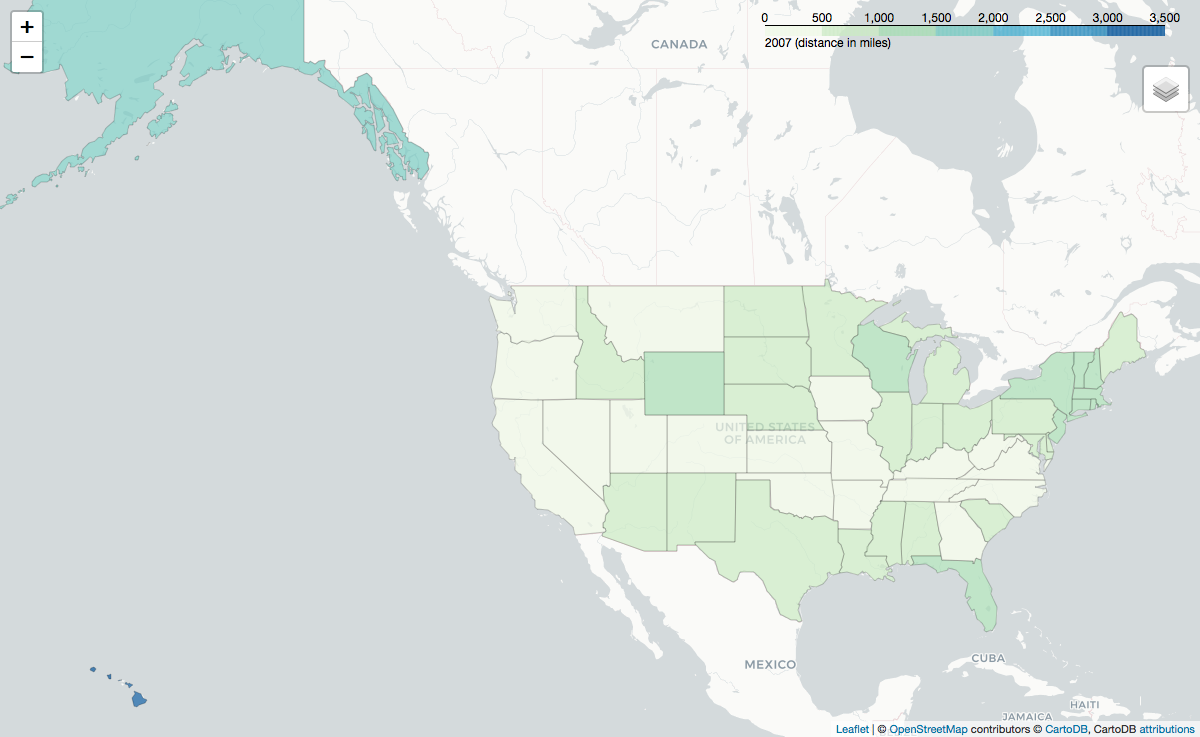 +
−
0 500 1,000 1,500 2,000 2,500 3,000 3,500
2007 (distance in miles)
CANADA
UNITED STATES
OF AMERICA
MEXICO
CUBA
HAITI
JAMAICA
Leaflet | © OpenStreetMap contributors © CartoDB, CartoDB attributions